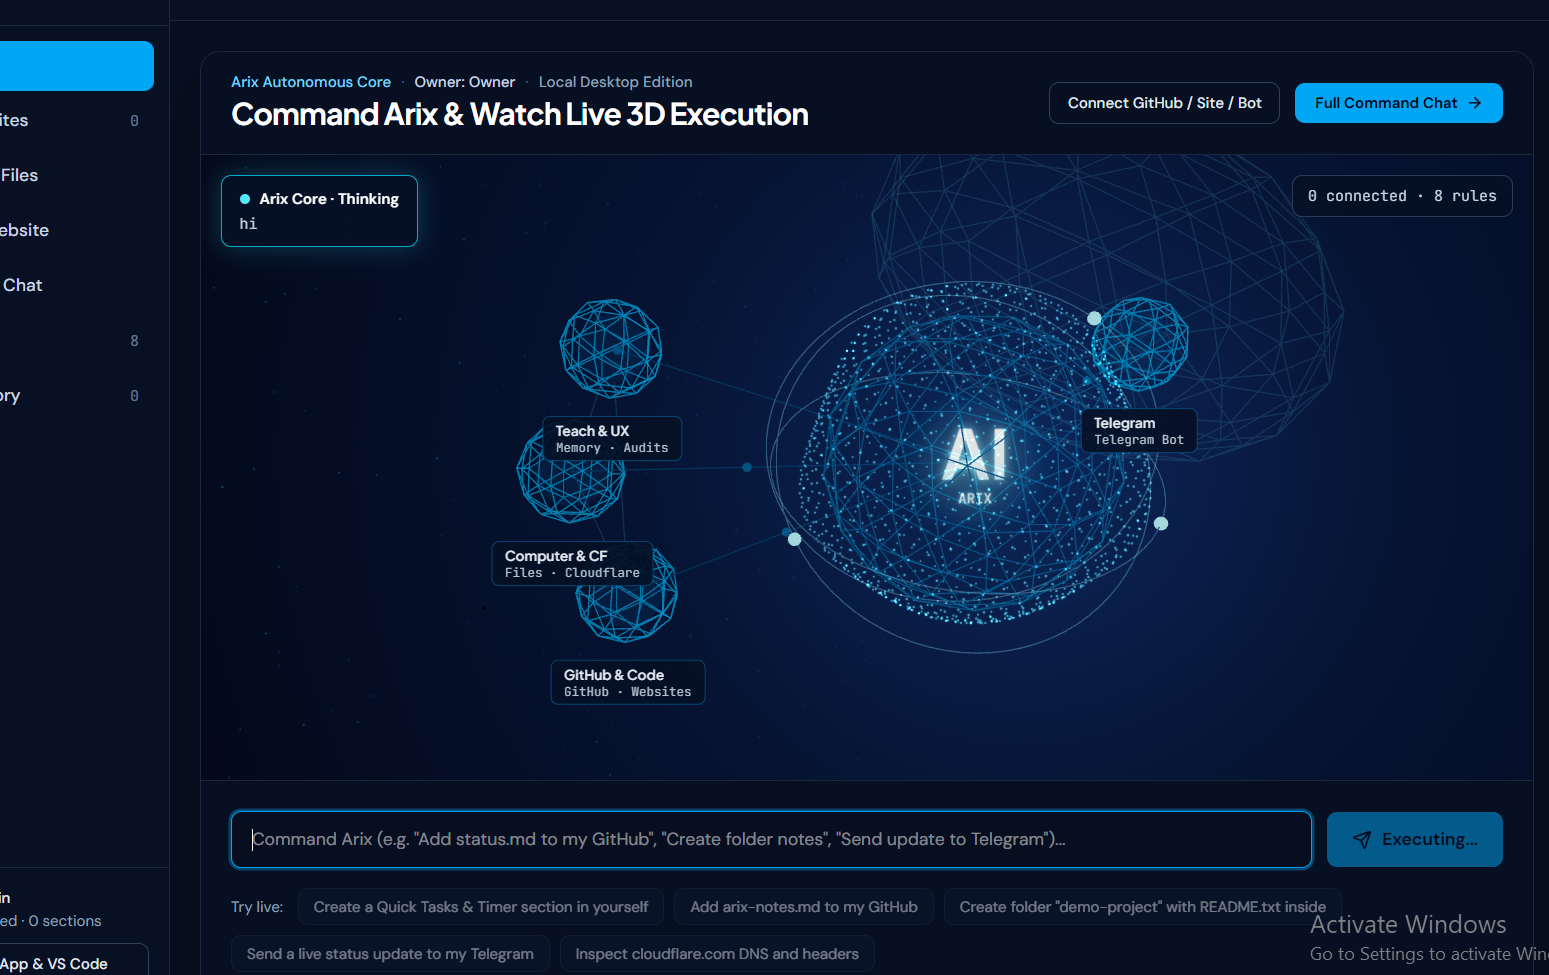 ites 0
Files
ebsite
Chat
8
ory 0
in
ed · 0 sections
App & VS Code
Arix Autonomous Core · Owner: Owner · Local Desktop Edition
Command Arix & Watch Live 3D Execution
Connect GitHub / Site / Bot
Full Command Chat →
Arix Core · Thinking
hi
0 connected · 8 rules
Teach & UX
Memory · Audits
Computer & CF
Files · Cloudflare
GitHub & Code
GitHub · Websites
AI
ARIX
Telegram
Telegram Bot
Command Arix (e.g. "Add status.md to my GitHub", "Create folder notes", "Send update to Telegram")...
Executing...
Try live: Create a Quick Tasks & Timer section in yourself Add arix-notes.md to my GitHub Create folder "demo-project" with README.txt inside
Send a live status update to my Telegram Inspect cloudflare.com DNS and headers
Activate Windows
Go to Settings to activate Win